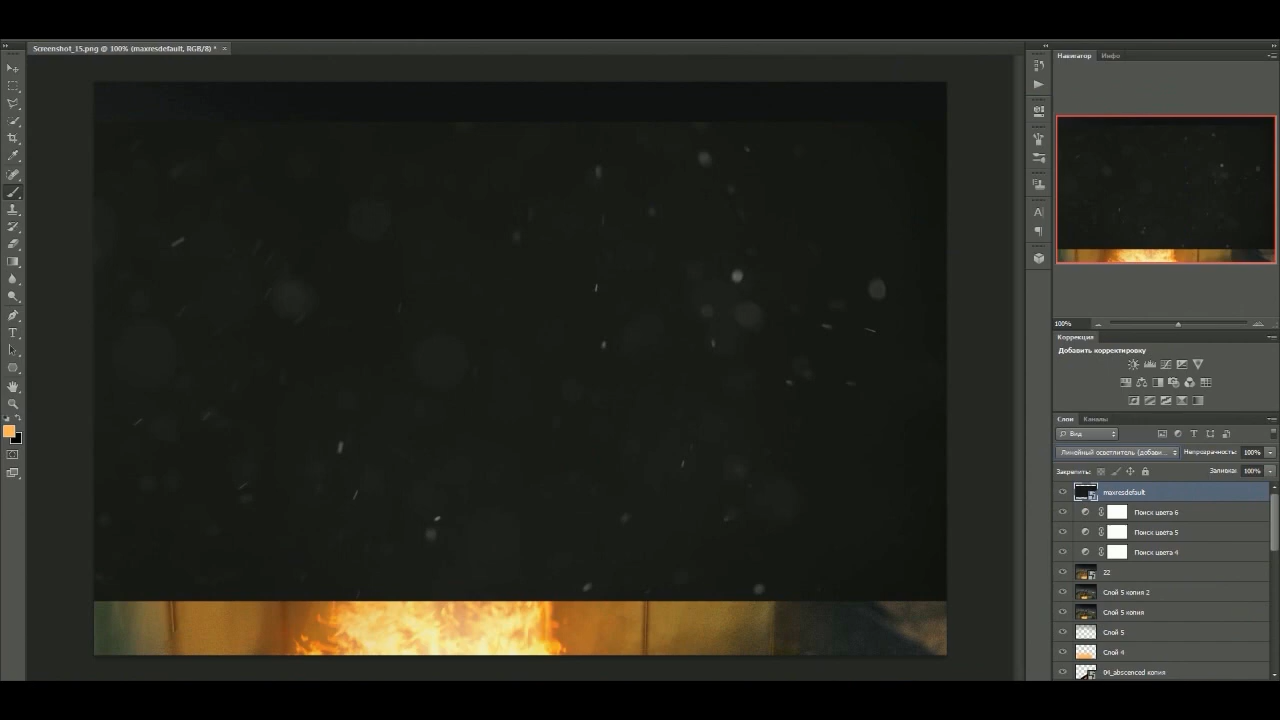 Screenshot_15.png @ 100% (maxresdefault, RGB/8) *
Навигатор Инфо
100%
Коррекция
Добавить корректировку
Слои Каналы
Вид
Линейный осветлитель (добави... Непрозрачность: 100%
Закрепить: Заливка: 100%
maxresdefault
Поиск цвета 6
Поиск цвета 5
Поиск цвета 4
22
Слой 5 копия 2
Слой 5 копия
Слой 5
Слой 4
04_abscenced копия